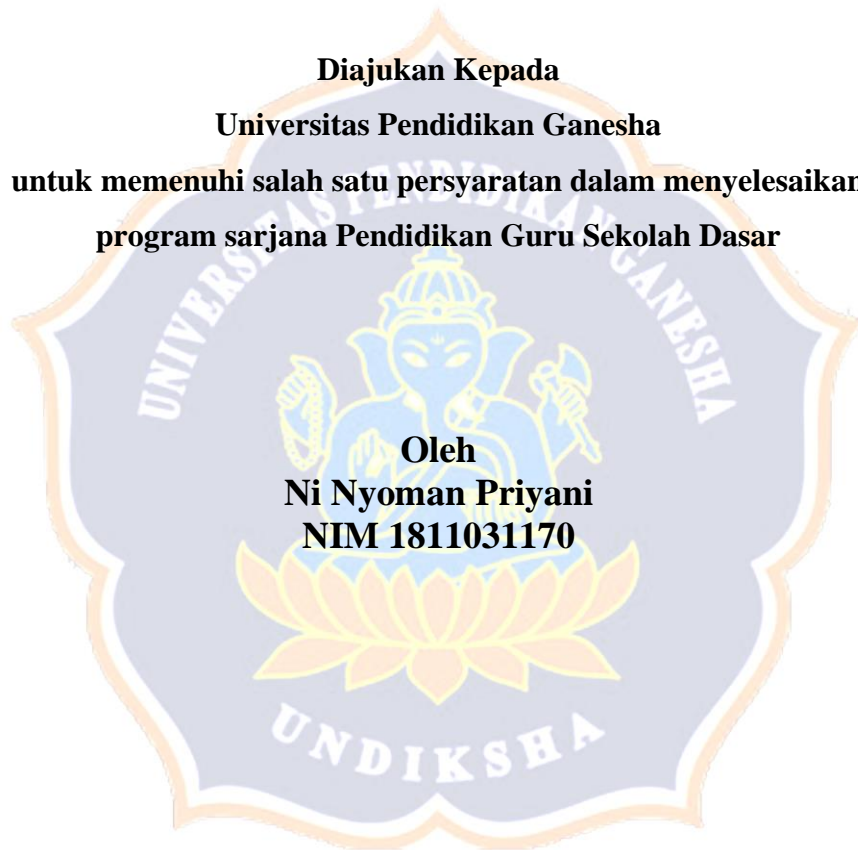 Diajukan Kepada
Universitas Pendidikan Ganesha
untuk memenuhi salah satu persyaratan dalam menyelesaikan
program sarjana Pendidikan Guru Sekolah Dasar
UNIVERSITAS PENDIDIKAN GANESHA
Oleh
Ni Nyoman Priyani
NIM 1811031170
UNDIKSHA